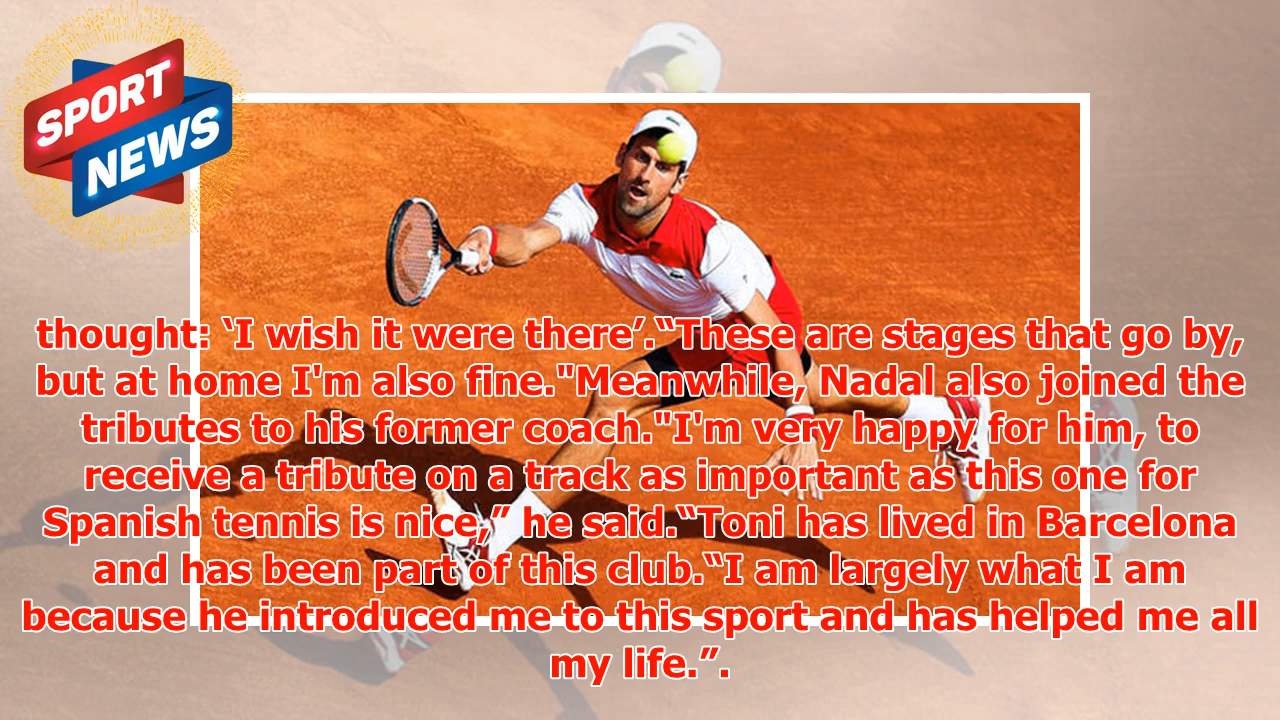 SPORT
NEWS
thought: ‘I wish it were there’.“These are stages that go by,
but at home I'm also fine."Meanwhile, Nadal also joined the
tributes to his former coach."I'm very happy for him, to
receive a tribute on a track as important as this one for
Spanish tennis is nice,” he said.“Toni has lived in Barcelona
and has been part of this club.“I am largely what I am
because he introduced me to this sport and has helped me all
my life.”.